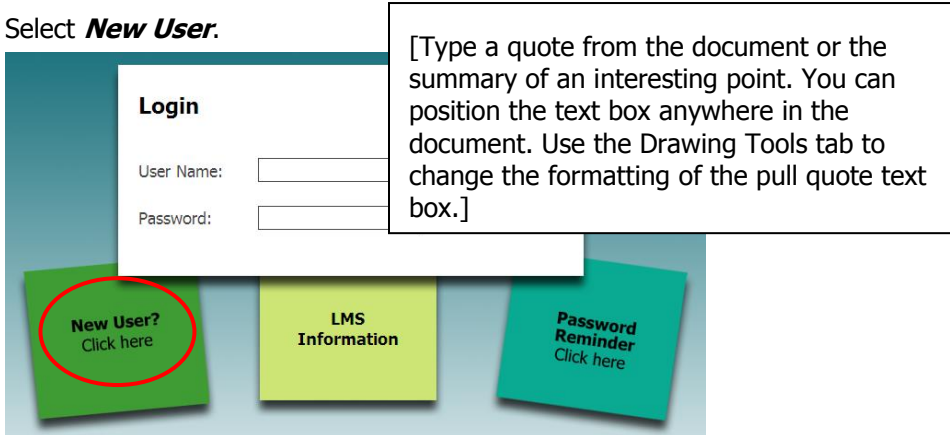 Select New User.
[Type a quote from the document or the
summary of an interesting point. You can
position the text box anywhere in the
document. Use the Drawing Tools tab to
change the formatting of the pull quote text
box.]
Login
User Name:
Password:
New User?
Click here
LMS
Information
Password
Reminder
Click here